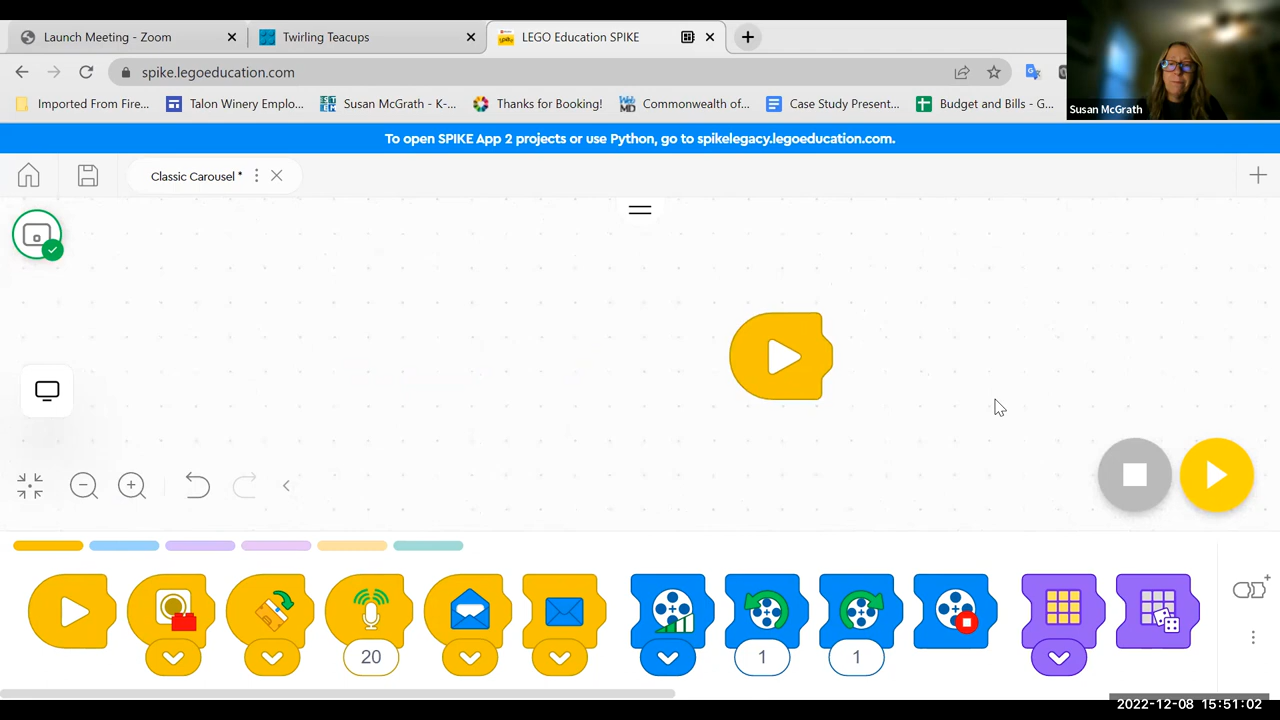 Launch Meeting - Zoom
Twirling Teacups
LEGO Education SPIKE
spike.legoeducation.com
Susan McGrath
Imported From Fire...
Talon Winery Emplo...
Susan McGrath - K-...
Thanks for Booking!
Commonwealth of...
Case Study Present...
Budget and Bills - G...
To open SPIKE App 2 projects or use Python, go to spikelegacy.legoeducation.com.
Classic Carousel *
20
1
1
2022-12-08 15:51:02